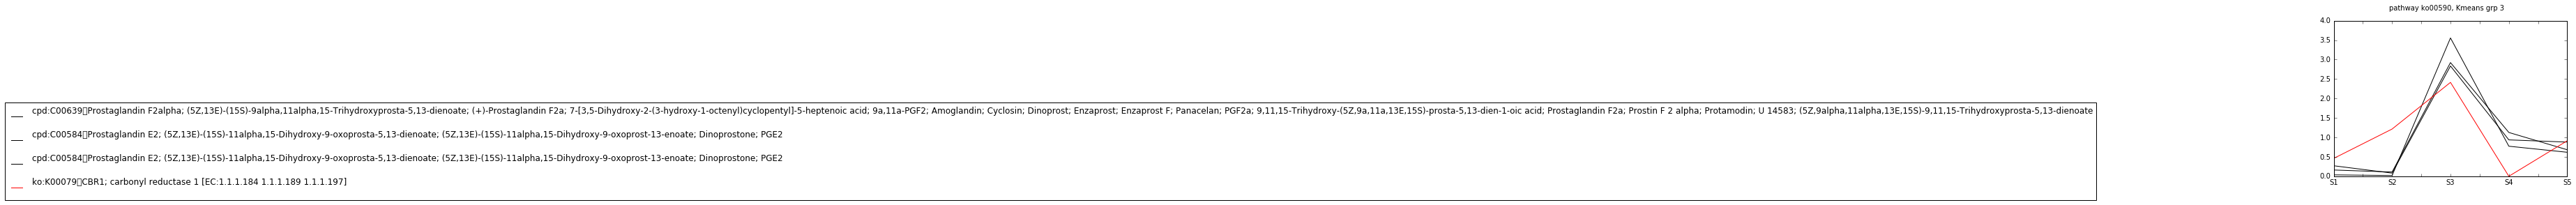 pathway ko00590, Kmeans grp 3
4.0
3.5
3.0
2.5
2.0
1.5
1.0
0.5
0.0
S1 S2 S3 S4 S5
cpd:C00639▯Prostaglandin F2alpha; (5Z,13E)-(15S)-9alpha,11alpha,15-Trihydroxyprosta-5,13-dienoate; (+)-Prostaglandin F2a; 7-[3,5-Dihydroxy-2-(3-hydroxy-1-octenyl)cyclopentyl]-5-heptenoic acid; 9a,11a-PGF2; Amoglandin; Cyclosin; Dinoprost; Enzaprost; Enzaprost F; Panacelan; PGF2a; 9,11,15-Trihydroxy-(5Z,9a,11a,13E,15S)-prosta-5,13-dien-1-oic acid; Prostaglandin F2a; Prostin F 2 alpha; Protamodin; U 14583; (5Z,9alpha,11alpha,13E,15S)-9,11,15-Trihydroxyprosta-5,13-dienoate
cpd:C00584▯Prostaglandin E2; (5Z,13E)-(15S)-11alpha,15-Dihydroxy-9-oxoprosta-5,13-dienoate; (5Z,13E)-(15S)-11alpha,15-Dihydroxy-9-oxoprost-13-enoate; Dinoprostone; PGE2
cpd:C00584▯Prostaglandin E2; (5Z,13E)-(15S)-11alpha,15-Dihydroxy-9-oxoprosta-5,13-dienoate; (5Z,13E)-(15S)-11alpha,15-Dihydroxy-9-oxoprost-13-enoate; Dinoprostone; PGE2
ko:K00079▯CBR1; carbonyl reductase 1 [EC:1.1.1.184 1.1.1.189 1.1.1.197]